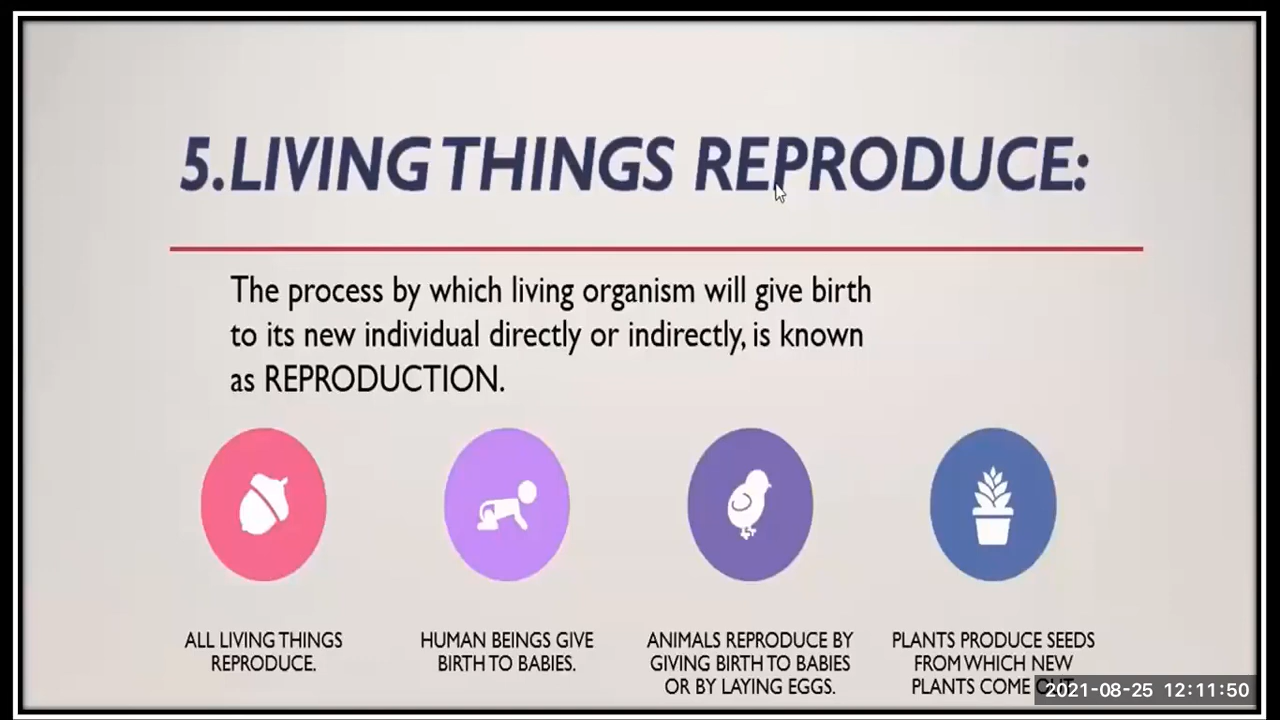 5.LIVING THINGS REPRODUCE:
The process by which living organism will give birth
to its new individual directly or indirectly, is known
as REPRODUCTION.
ALL LIVING THINGS
REPRODUCE.
HUMAN BEINGS GIVE
BIRTH TO BABIES.
ANIMALS REPRODUCE BY
GIVING BIRTH TO BABIES
OR BY LAYING EGGS.
PLANTS PRODUCE SEEDS
FROM WHICH NEW
PLANTS COME
2021-08-25 12:11:50